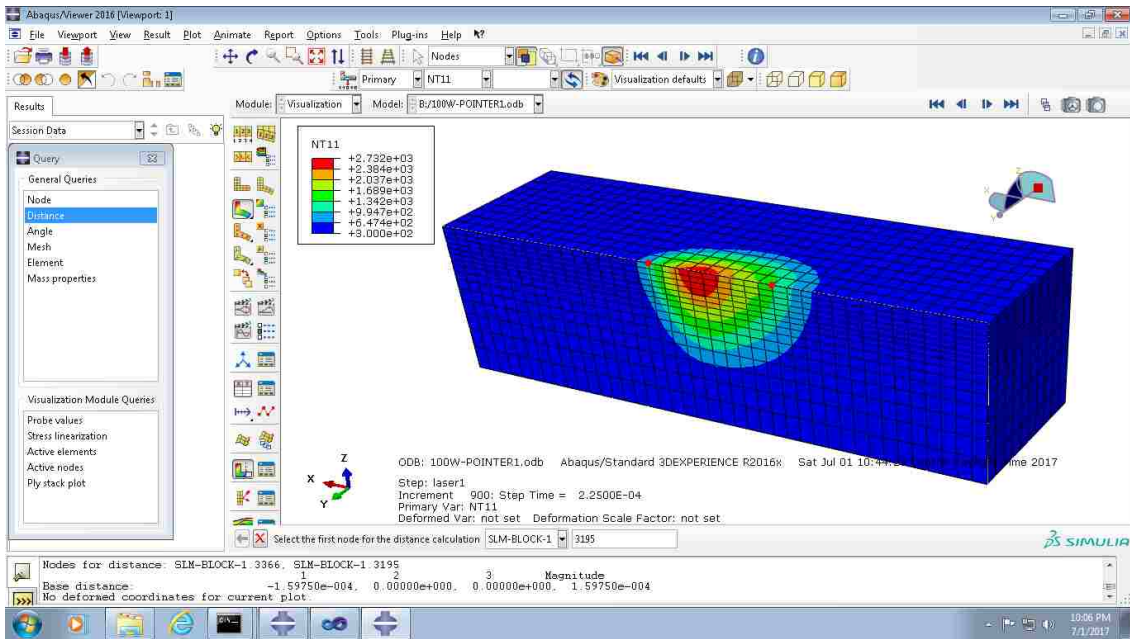 Abaqus/Viewer 2016 [Viewport: 1]
File Viewport View Result Plot Animate Report Options Tools Plug-ins Help
Nodes
Primary NT11 Visualization defaults
Results
Module: Visualization Model: B:/100W-POINTER1.odb
Session Data
Query
General Queries
Node
Distance
Angle
Mesh
Element
Mass properties
Visualization Module Queries
Probe values
Stress linearization
Active elements
Active nodes
Ply stack plot
NT11
+2.732e+03
+2.384e+03
+2.037e+03
+1.689e+03
+1.342e+03
+9.947e+02
+6.474e+02
+3.000e+02
Z
X
Y
Z
X
Y
ODB: 100W-POINTER1.odb Abaqus/Standard 3DEXPERIENCE R2016x Sat Jul 01 2017
Step: laser1
Increment 900: Step Time = 2.2500E-04
Primary Var: NT11
Deformed Var: not set Deformation Scale Factor: not set
Select the first node for the distance calculation SLM-BLOCK-1 3195
SIMULIA
Nodes for distance: SLM-BLOCK-1.3366, SLM-BLOCK-1.3195
1 2 3 Magnitude
Base distance: -1.59750e-004, 0.00000e+000, 0.00000e+000, 1.59750e-004
No deformed coordinates for current plot.
10:06 PM
7/1/2017